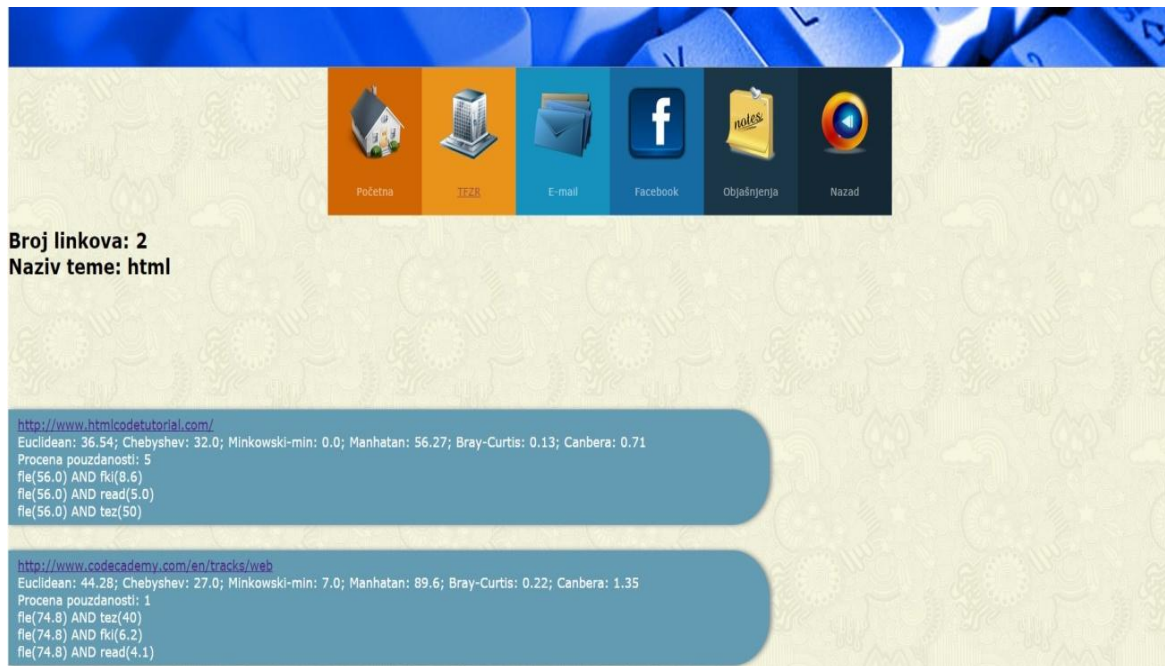 Početna
TFZR
E-mail
Facebook
notes
Objašnjenja
Nazad
Broj linkova: 2
Naziv teme: html
http://www.htmlcodetutorial.com/
Euclidean: 36.54; Chebyshev: 32.0; Minkowski-min: 0.0; Manhatan: 56.27; Bray-Curtis: 0.13; Canbera: 0.71
Procena pouzdanosti: 5
fle(56.0) AND fki(8.6)
fle(56.0) AND read(5.0)
fle(56.0) AND tez(50)
http://www.codecademy.com/en/tracks/web
Euclidean: 44.28; Chebyshev: 27.0; Minkowski-min: 7.0; Manhatan: 89.6; Bray-Curtis: 0.22; Canbera: 1.35
Procena pouzdanosti: 1
fle(74.8) AND tez(40)
fle(74.8) AND fki(6.2)
fle(74.8) AND read(4.1)